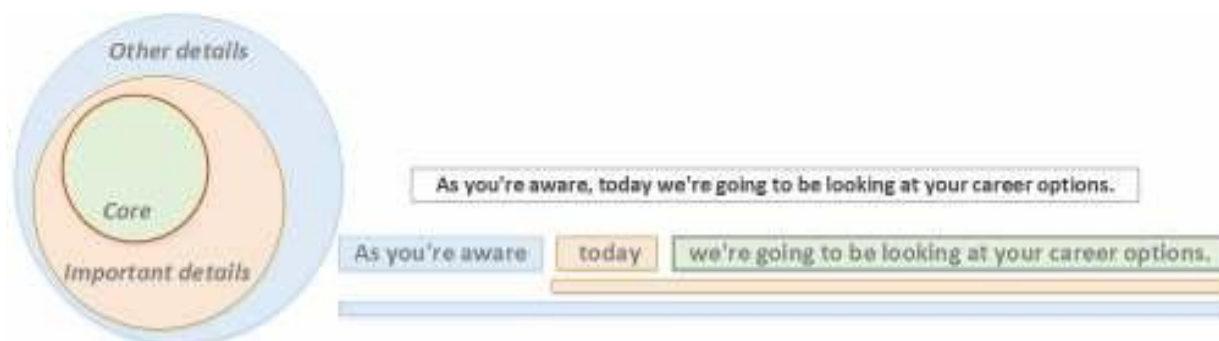 Other details
Core
Important details
As you're aware, today we're going to be looking at your career options.
As you're aware today we're going to be looking at your career options.